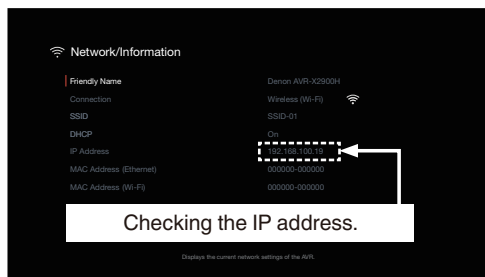 Network/Information
Friendly Name Denon AVR-X2900H
Connection Wireless (Wi-Fi)
SSID SSID-01
DHCP On
IP Address 192.168.100.19
MAC Address (Ethernet) 000000-000000
MAC Address (Wi-Fi) 000000-000000
Checking the IP address.
Displays the current network settings of the AVR.